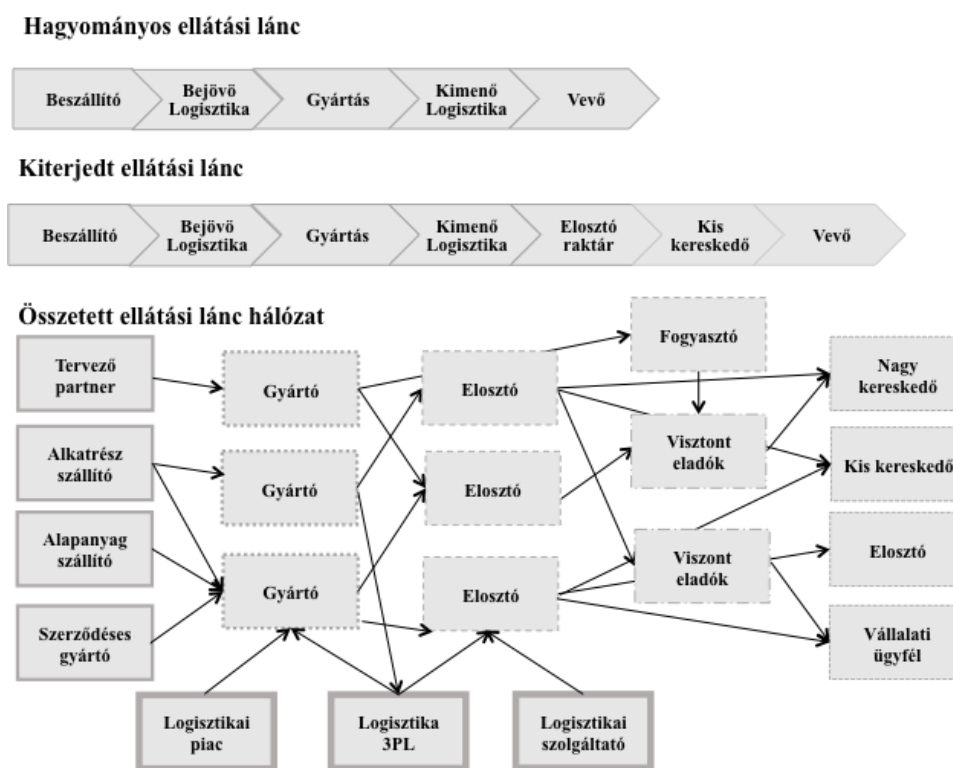 Hagyományos ellátási lánc
Beszállító
Bejövö
Logisztika
Gyártás
Kimenő
Logisztika
Vevő
Kiterjedt ellátási lánc
Beszállító
Bejövö
Logisztika
Gyártás
Kimenő
Logisztika
Elosztó
raktár
Kis
kereskedő
Vevő
Összetett ellátási lánc hálózat
Tervező
partner
Alkatrész
szállító
Alapanyag
szállító
Szerződéses
gyártó
Gyártó
Gyártó
Gyártó
Elosztó
Elosztó
Elosztó
Fogyasztó
Visztont
eladók
Viszont
eladók
Nagy
kereskedő
Kis kereskedő
Elosztó
Vállalati
ügyfél
Logisztikai
piac
Logisztika
3PL
Logisztikai
szolgáltató